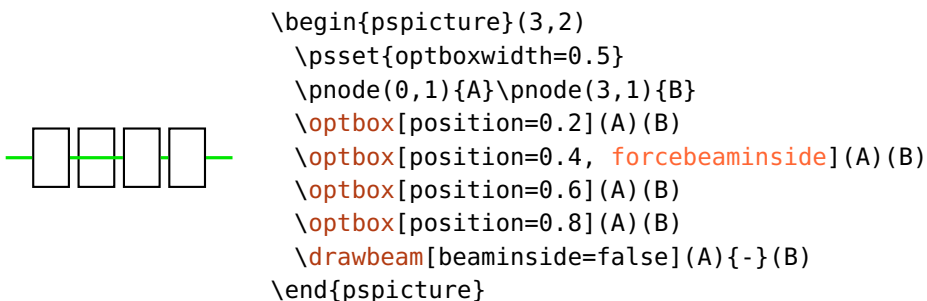 \begin{pspicture}(3,2)
\psset{optboxwidth=0.5}
\pnode(0,1){A}\pnode(3,1){B}
\optbox[position=0.2](A)(B)
\optbox[position=0.4, forcebeaminside](A)(B)
\optbox[position=0.6](A)(B)
\optbox[position=0.8](A)(B)
\drawbeam[beaminside=false](A){-}(B)
\end{pspicture}